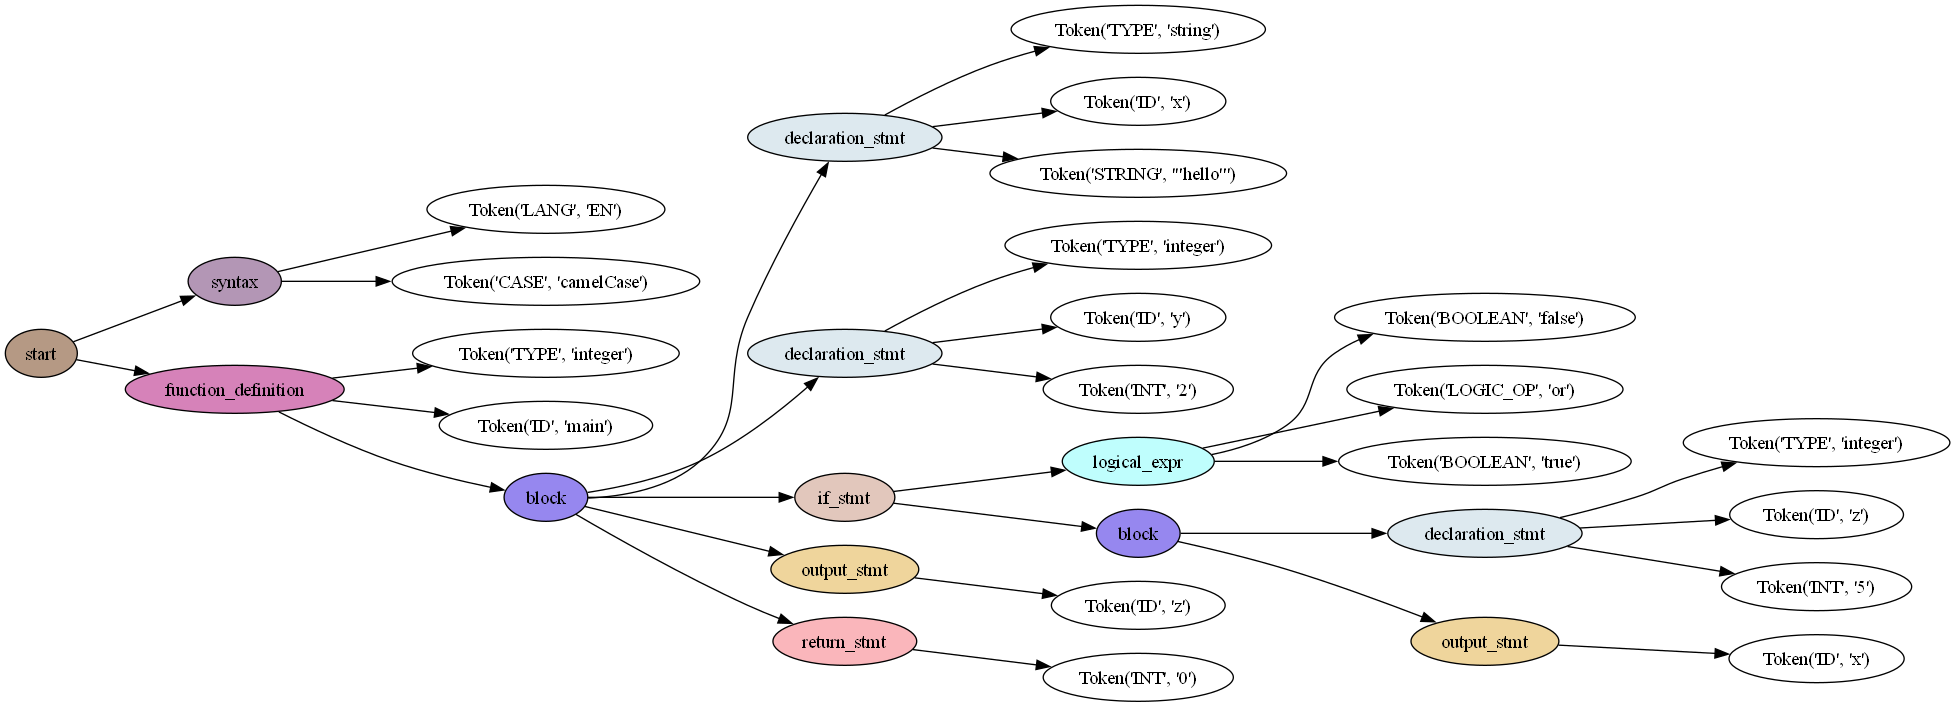 start
syntax
Token('LANG', 'EN')
Token('CASE', 'camelCase')
function_definition
Token('TYPE', 'integer')
Token('ID', 'main')
block
declaration_stmt
Token('TYPE', 'string')
Token('ID', 'x')
Token('STRING', "'hello'")
declaration_stmt
Token('TYPE', 'integer')
Token('ID', 'y')
Token('INT', '2')
if_stmt
logical_expr
Token('BOOLEAN', 'false')
Token('LOGIC_OP', 'or')
Token('BOOLEAN', 'true')
block
declaration_stmt
Token('TYPE', 'integer')
Token('ID', 'z')
Token('INT', '5')
output_stmt
Token('ID', 'x')
output_stmt
Token('ID', 'z')
return_stmt
Token('INT', '0')